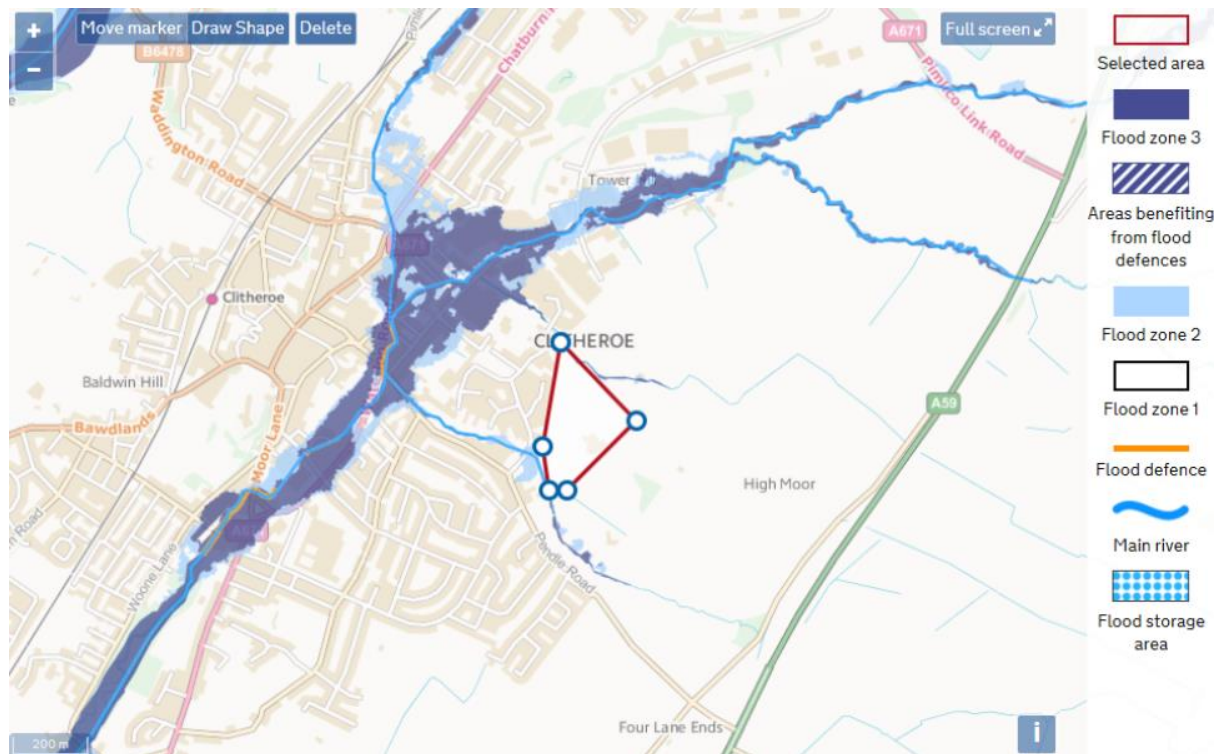 +
−
Move marker
Draw Shape
Delete
Full screen
B6478
Waddington Road
A671
Pimlico Link Road
Tower
A671
Clitheroe
CLITHEROE
Baldwin Hill
Bawdlands
Moor Lane
A59
High Moor
Woone Lane
Pendle Road
Four Lane Ends
200 m
i
Selected area
Flood zone 3
Areas benefiting
from flood
defences
Flood zone 2
Flood zone 1
Flood defence
Main river
Flood storage
area